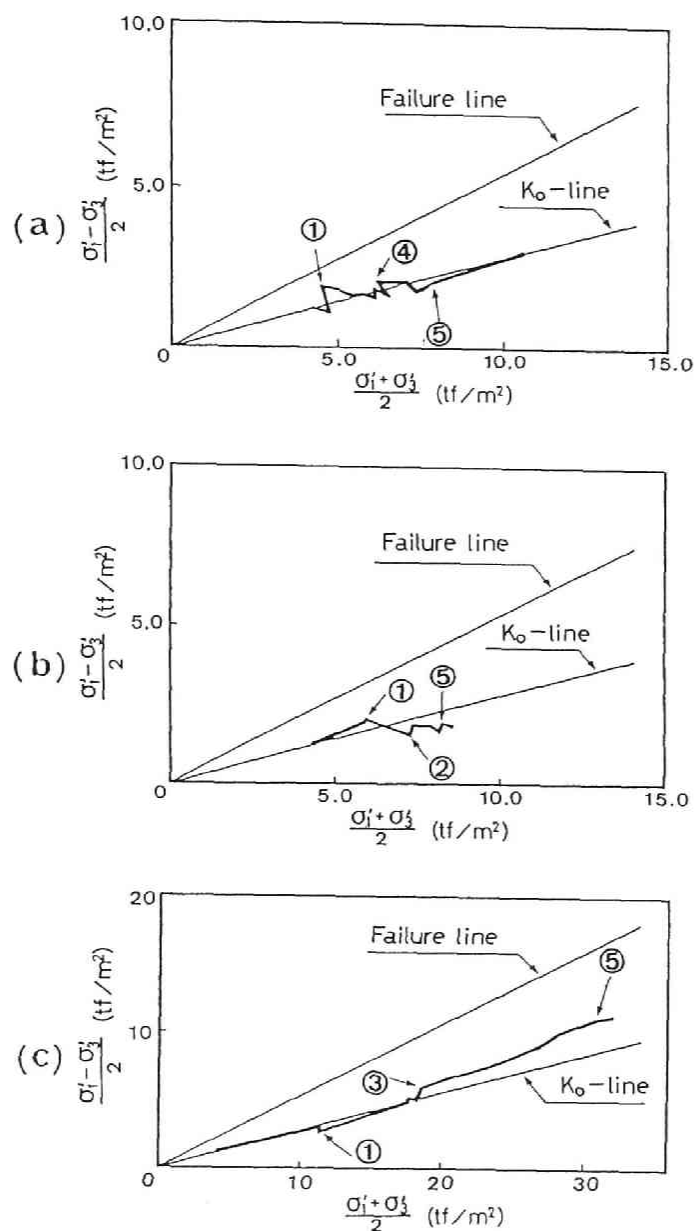 (a)
σ₁′ − σ₃′ / 2 (tf/m²)
10.0
5.0
0
Failure line
K₀-line
①
④
⑤
5.0 10.0 15.0
σ₁′ + σ₃′ / 2 (tf/m²)
(b)
σ₁′ − σ₃′ / 2 (tf/m²)
10.0
5.0
0
Failure line
K₀-line
①
⑤
②
5.0 10.0 15.0
σ₁′ + σ₃′ / 2 (tf/m²)
(c)
σ₁′ − σ₃′ / 2 (tf/m²)
20
10
0
Failure line
⑤
③
K₀-line
①
10 20 30
σ₁′ + σ₃′ / 2 (tf/m²)